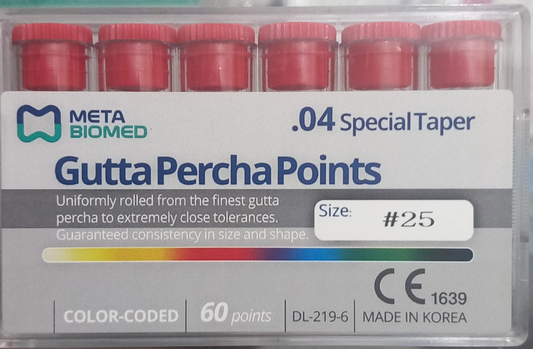 META
BIOMED
.04 Special Taper
Gutta Percha Points
Uniformly rolled from the finest gutta
percha to extremely close tolerances.
Guaranteed consistency in size and shape.
Size: #25
CE 1639
COLOR-CODED 60 points DL-219-6 MADE IN KOREA